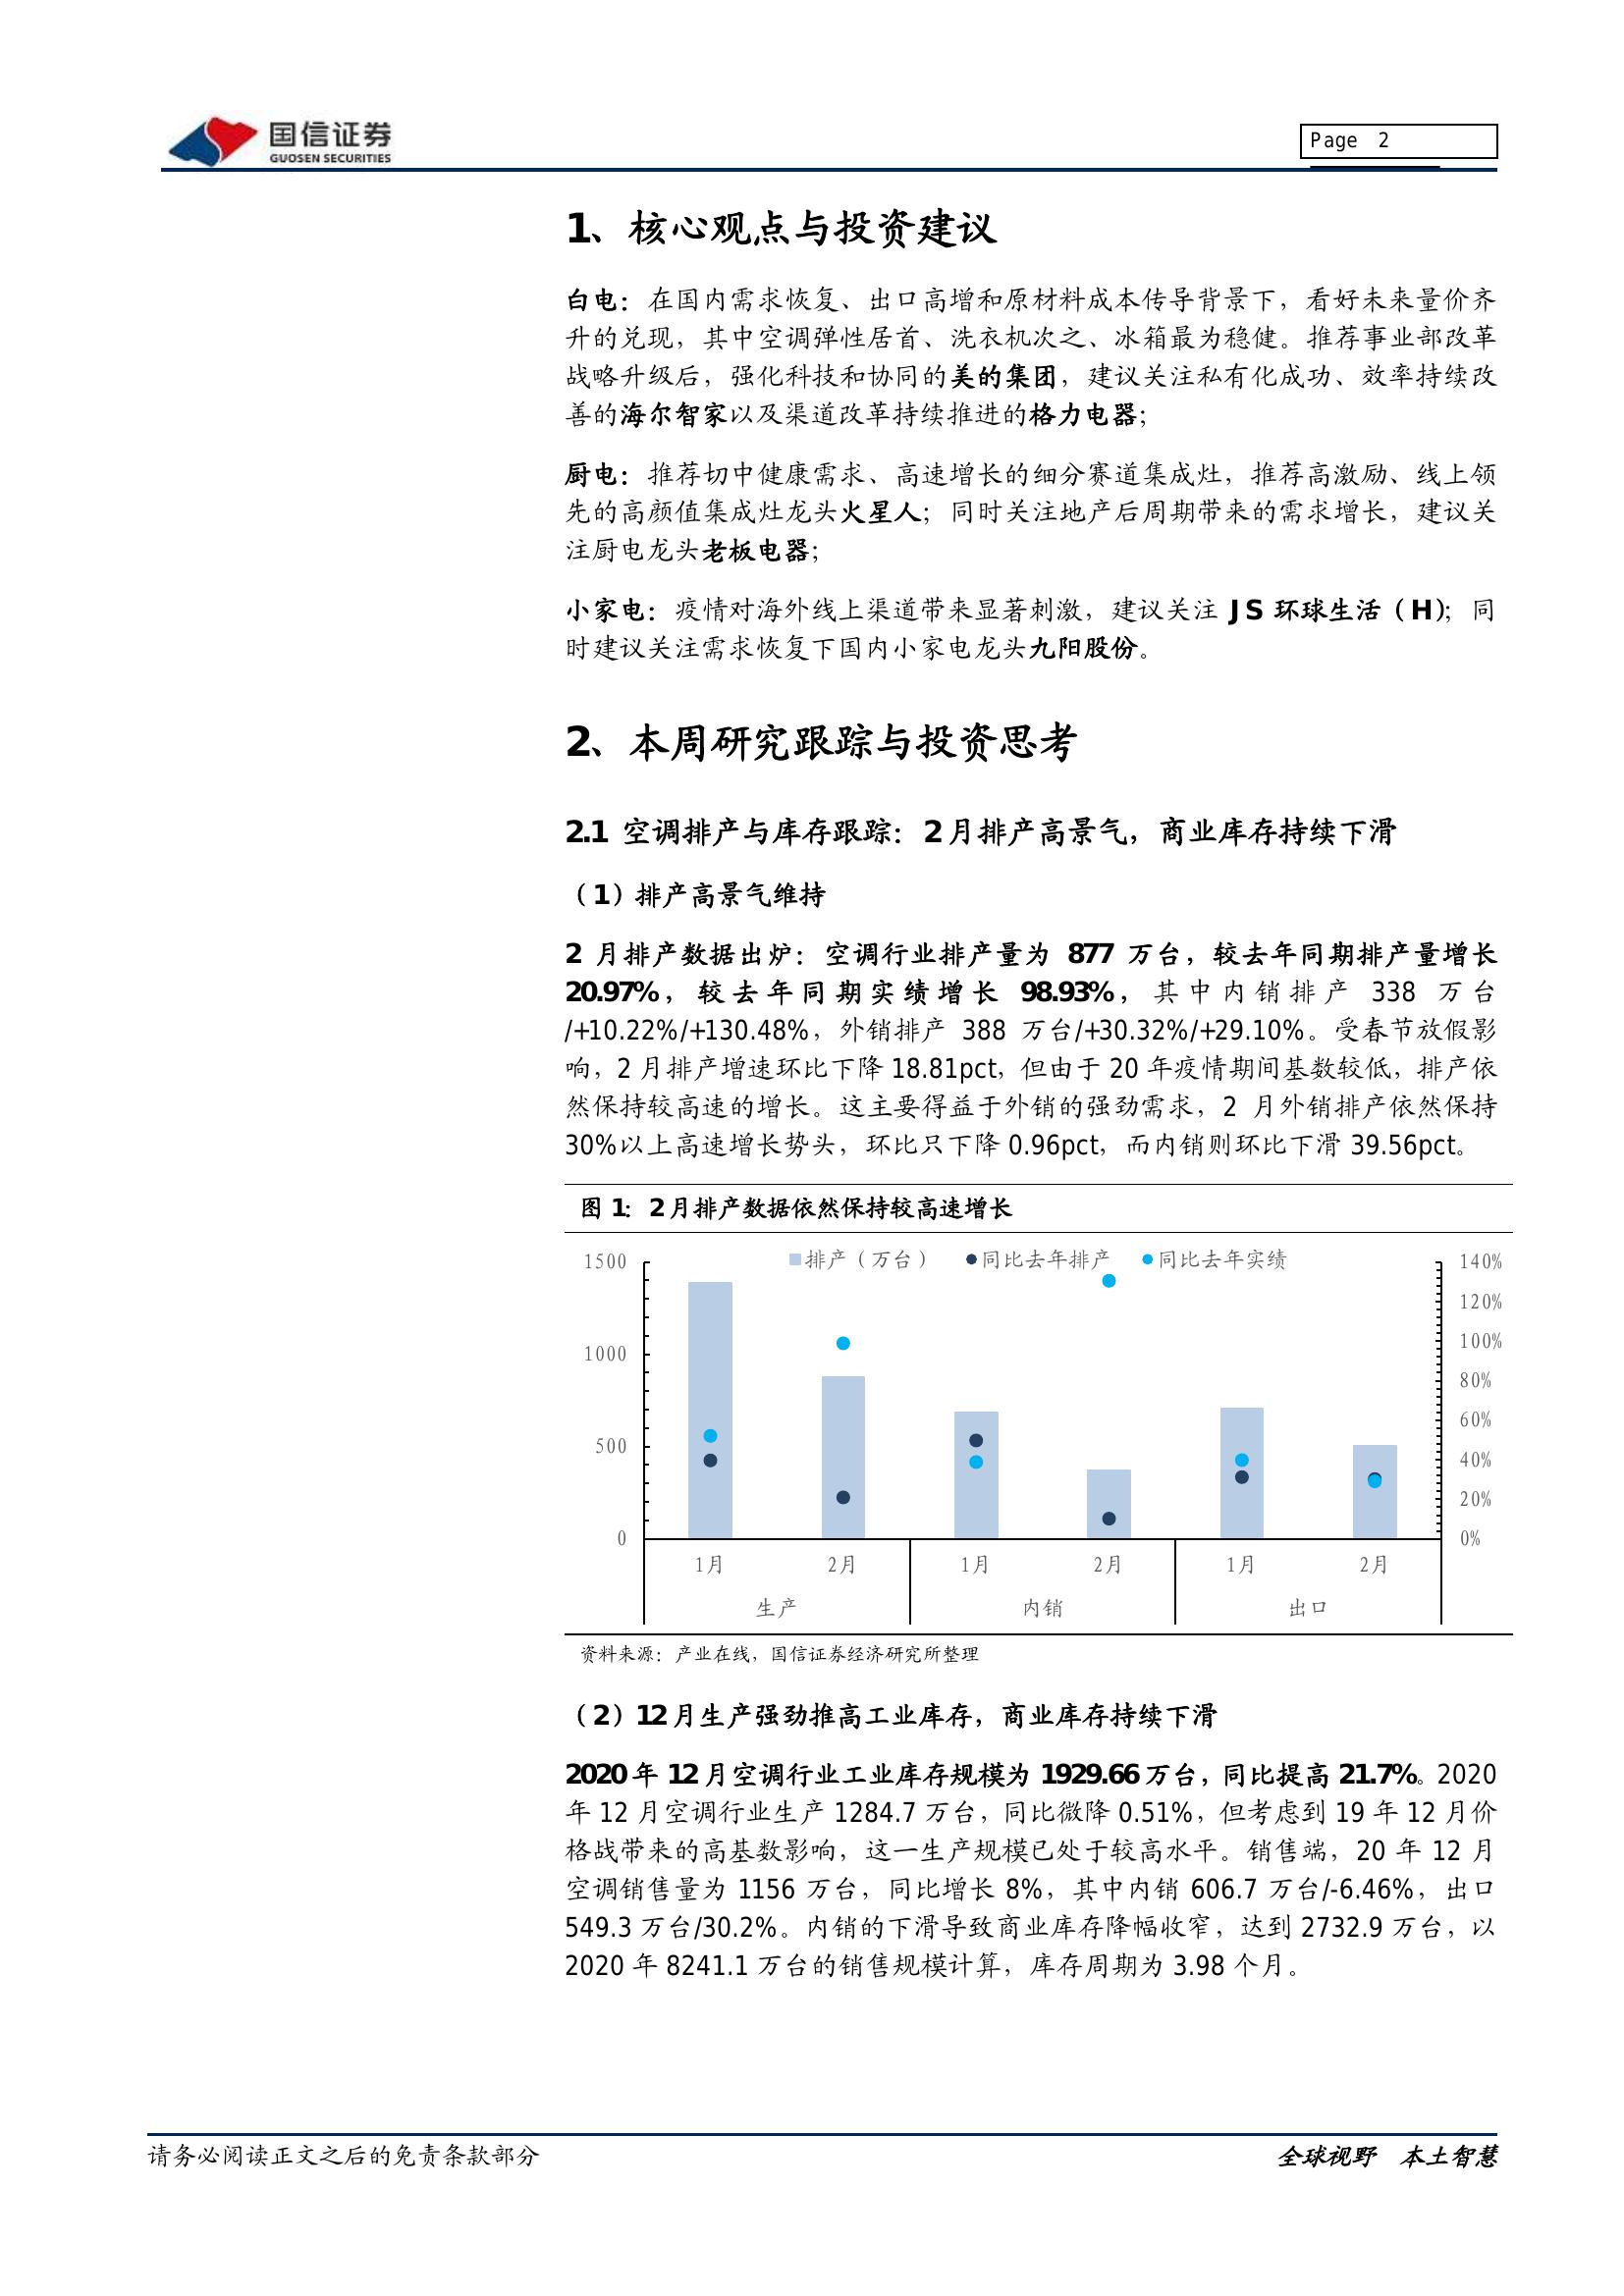 国信证券
GUOSEN SECURITIES
Page 2
1、核心观点与投资建议
白电：在国内需求恢复、出口高增和原材料成本传导背景下，看好未来量价齐
升的兑现，其中空调弹性居首、洗衣机次之、冰箱最为稳健。推荐事业部改革
战略升级后，强化科技和协同的美的集团，建议关注私有化成功、效率持续改
善的海尔智家以及渠道改革持续推进的格力电器；
厨电：推荐切中健康需求、高速增长的细分赛道集成灶，推荐高激励、线上领
先的高颜值集成灶龙头火星人；同时关注地产后周期带来的需求增长，建议关
注厨电龙头老板电器；
小家电：疫情对海外线上渠道带来显著刺激，建议关注 JS 环球生活（H）；同
时建议关注需求恢复下国内小家电龙头九阳股份。
2、本周研究跟踪与投资思考
2.1 空调排产与库存跟踪：2 月排产高景气，商业库存持续下滑
（1）排产高景气维持
2 月排产数据出炉：空调行业排产量为 877 万台，较去年同期排产量增长
20.97%，较去年同期实绩增长 98.93%，其中内销排产 338 万台
/+10.22%/+130.48%，外销排产 388 万台/+30.32%/+29.10%。受春节放假影
响，2 月排产增速环比下降 18.81pct，但由于 20 年疫情期间基数较低，排产依
然保持较高速的增长。这主要得益于外销的强劲需求，2 月外销排产依然保持
30%以上高速增长势头，环比只下降 0.96pct，而内销则环比下滑 39.56pct。
图 1：2 月排产数据依然保持较高速增长
排产（万台） 同比去年排产 同比去年实绩
1500 140%
120%
1000 100%
80%
60%
500 40%
20%
0 0%
1月 2月 1月 2月 1月 2月
生产 内销 出口
资料来源：产业在线，国信证券经济研究所整理
（2）12 月生产强劲推高工业库存，商业库存持续下滑
2020 年 12 月空调行业工业库存规模为 1929.66 万台，同比提高 21.7%。2020
年 12 月空调行业生产 1284.7 万台，同比微降 0.51%，但考虑到 19 年 12 月价
格战带来的高基数影响，这一生产规模已处于较高水平。销售端，20 年 12 月
空调销售量为 1156 万台，同比增长 8%，其中内销 606.7 万台/-6.46%，出口
549.3 万台/30.2%。内销的下滑导致商业库存降幅收窄，达到 2732.9 万台，以
2020 年 8241.1 万台的销售规模计算，库存周期为 3.98 个月。
请务必阅读正文之后的免责条款部分 全球视野 本土智慧